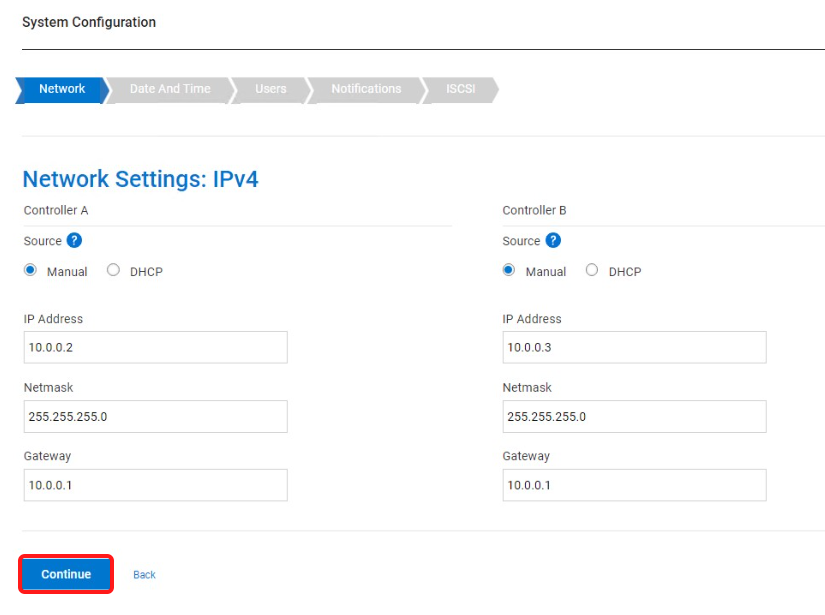 System Configuration
Network Date And Time Users Notifications ISCSI
Network Settings: IPv4
Controller A
Source ?
Manual DHCP
IP Address
10.0.0.2
Netmask
255.255.255.0
Gateway
10.0.0.1
Controller B
Source ?
Manual DHCP
IP Address
10.0.0.3
Netmask
255.255.255.0
Gateway
10.0.0.1
Continue Back